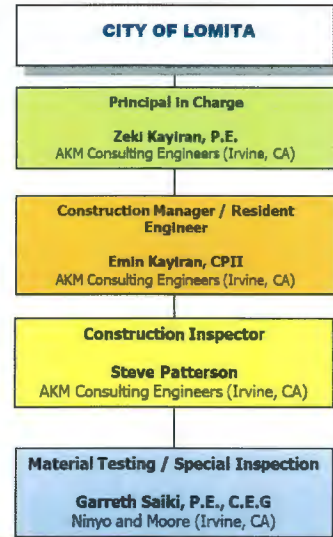 CITY OF LOMITA
Principal in Charge
Zeki Kayiran, P.E.
AKM Consulting Engineers (Irvine, CA)
Construction Manager / Resident
Engineer
Emin Kayiran, CPII
AKM Consulting Engineers (Irvine, CA)
Construction Inspector
Steve Patterson
AKM Consulting Engineers (Irvine, CA)
Material Testing / Special Inspection
Garreth Saiki, P.E., C.E.G
Ninyo and Moore (Irvine, CA)